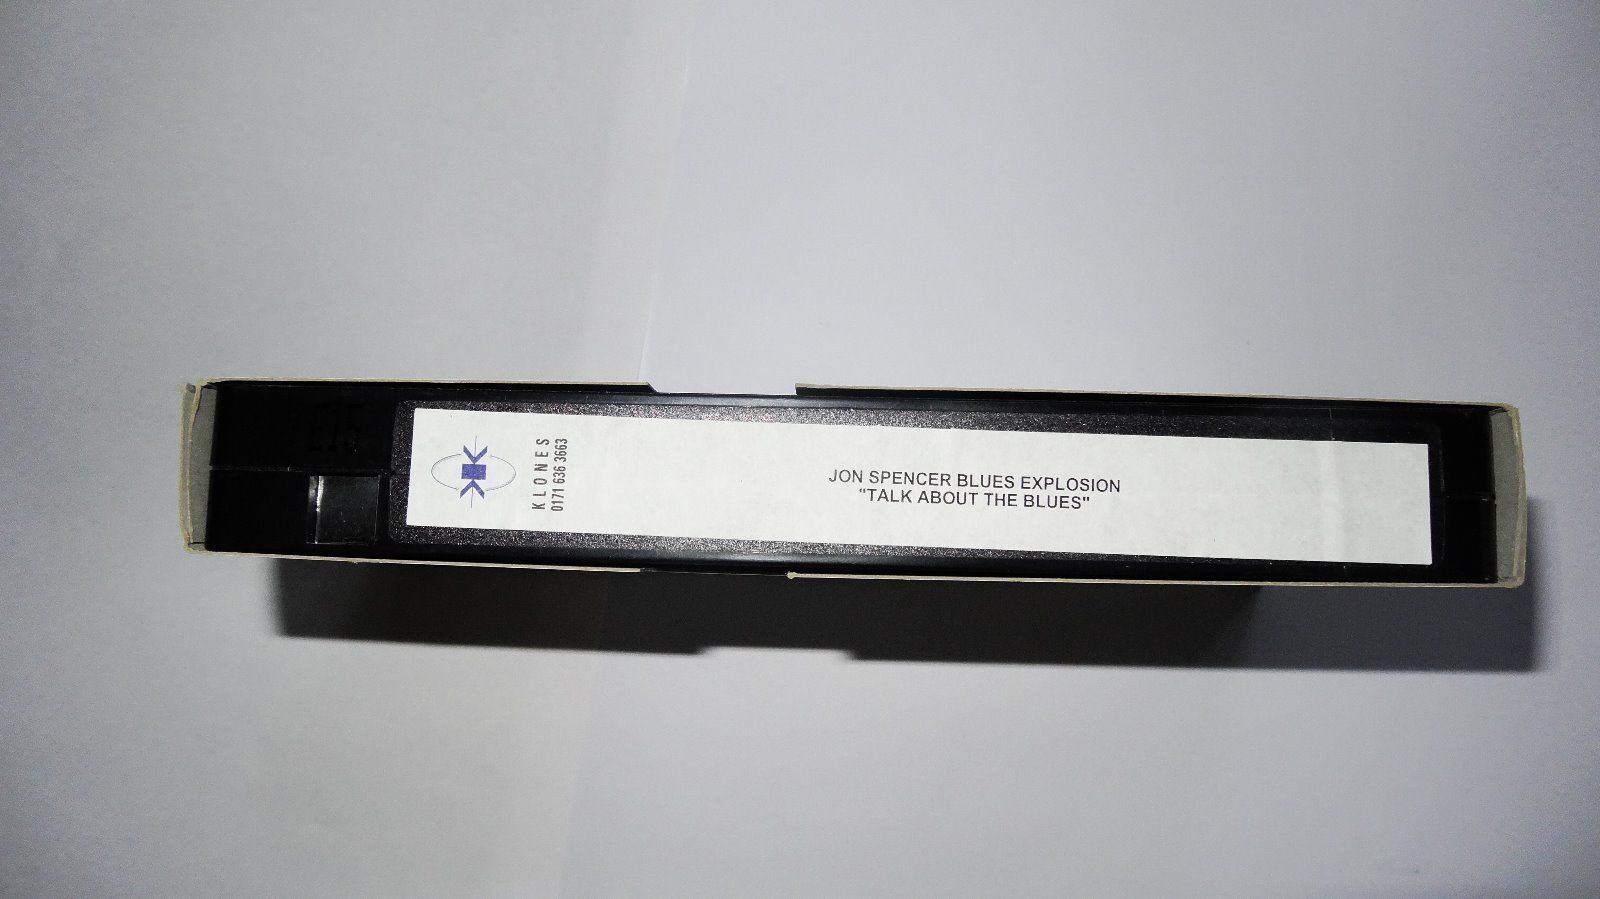 E15
KLONES
0171 636 3663
JON SPENCER BLUES EXPLOSION
"TALK ABOUT THE BLUES"